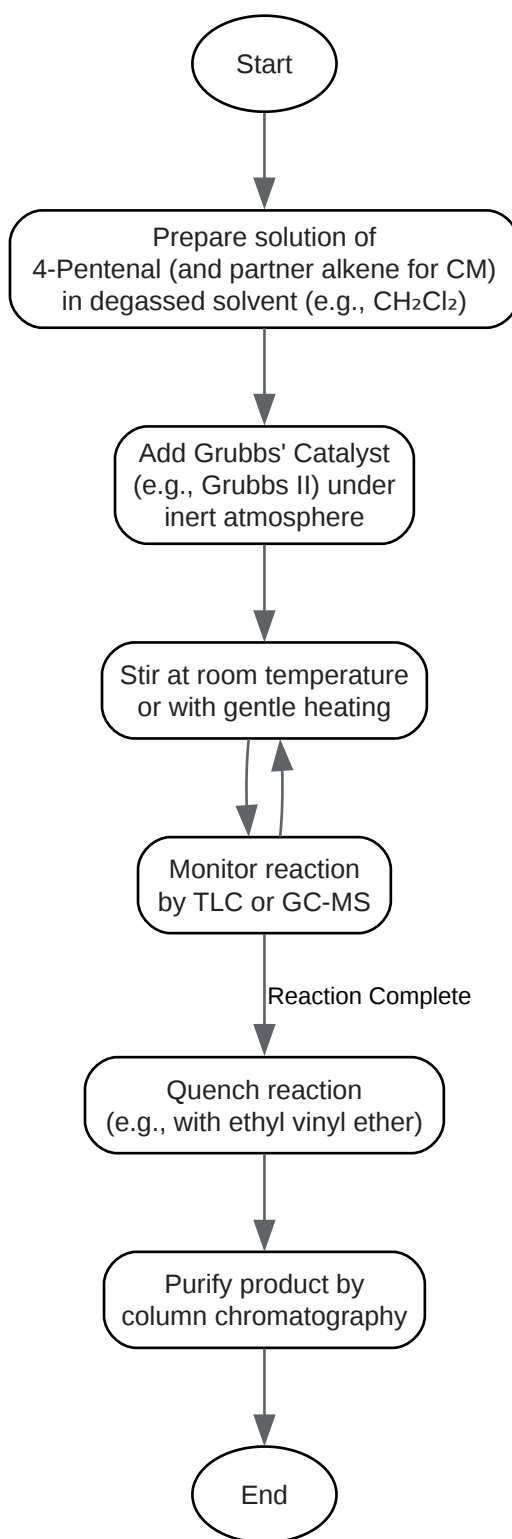 Start
Prepare solution of
4-Pentenal (and partner alkene for CM)
in degassed solvent (e.g., CH₂Cl₂)
Add Grubbs' Catalyst
(e.g., Grubbs II) under
inert atmosphere
Stir at room temperature
or with gentle heating
Monitor reaction
by TLC or GC-MS
Reaction Complete
Quench reaction
(e.g., with ethyl vinyl ether)
Purify product by
column chromatography
End